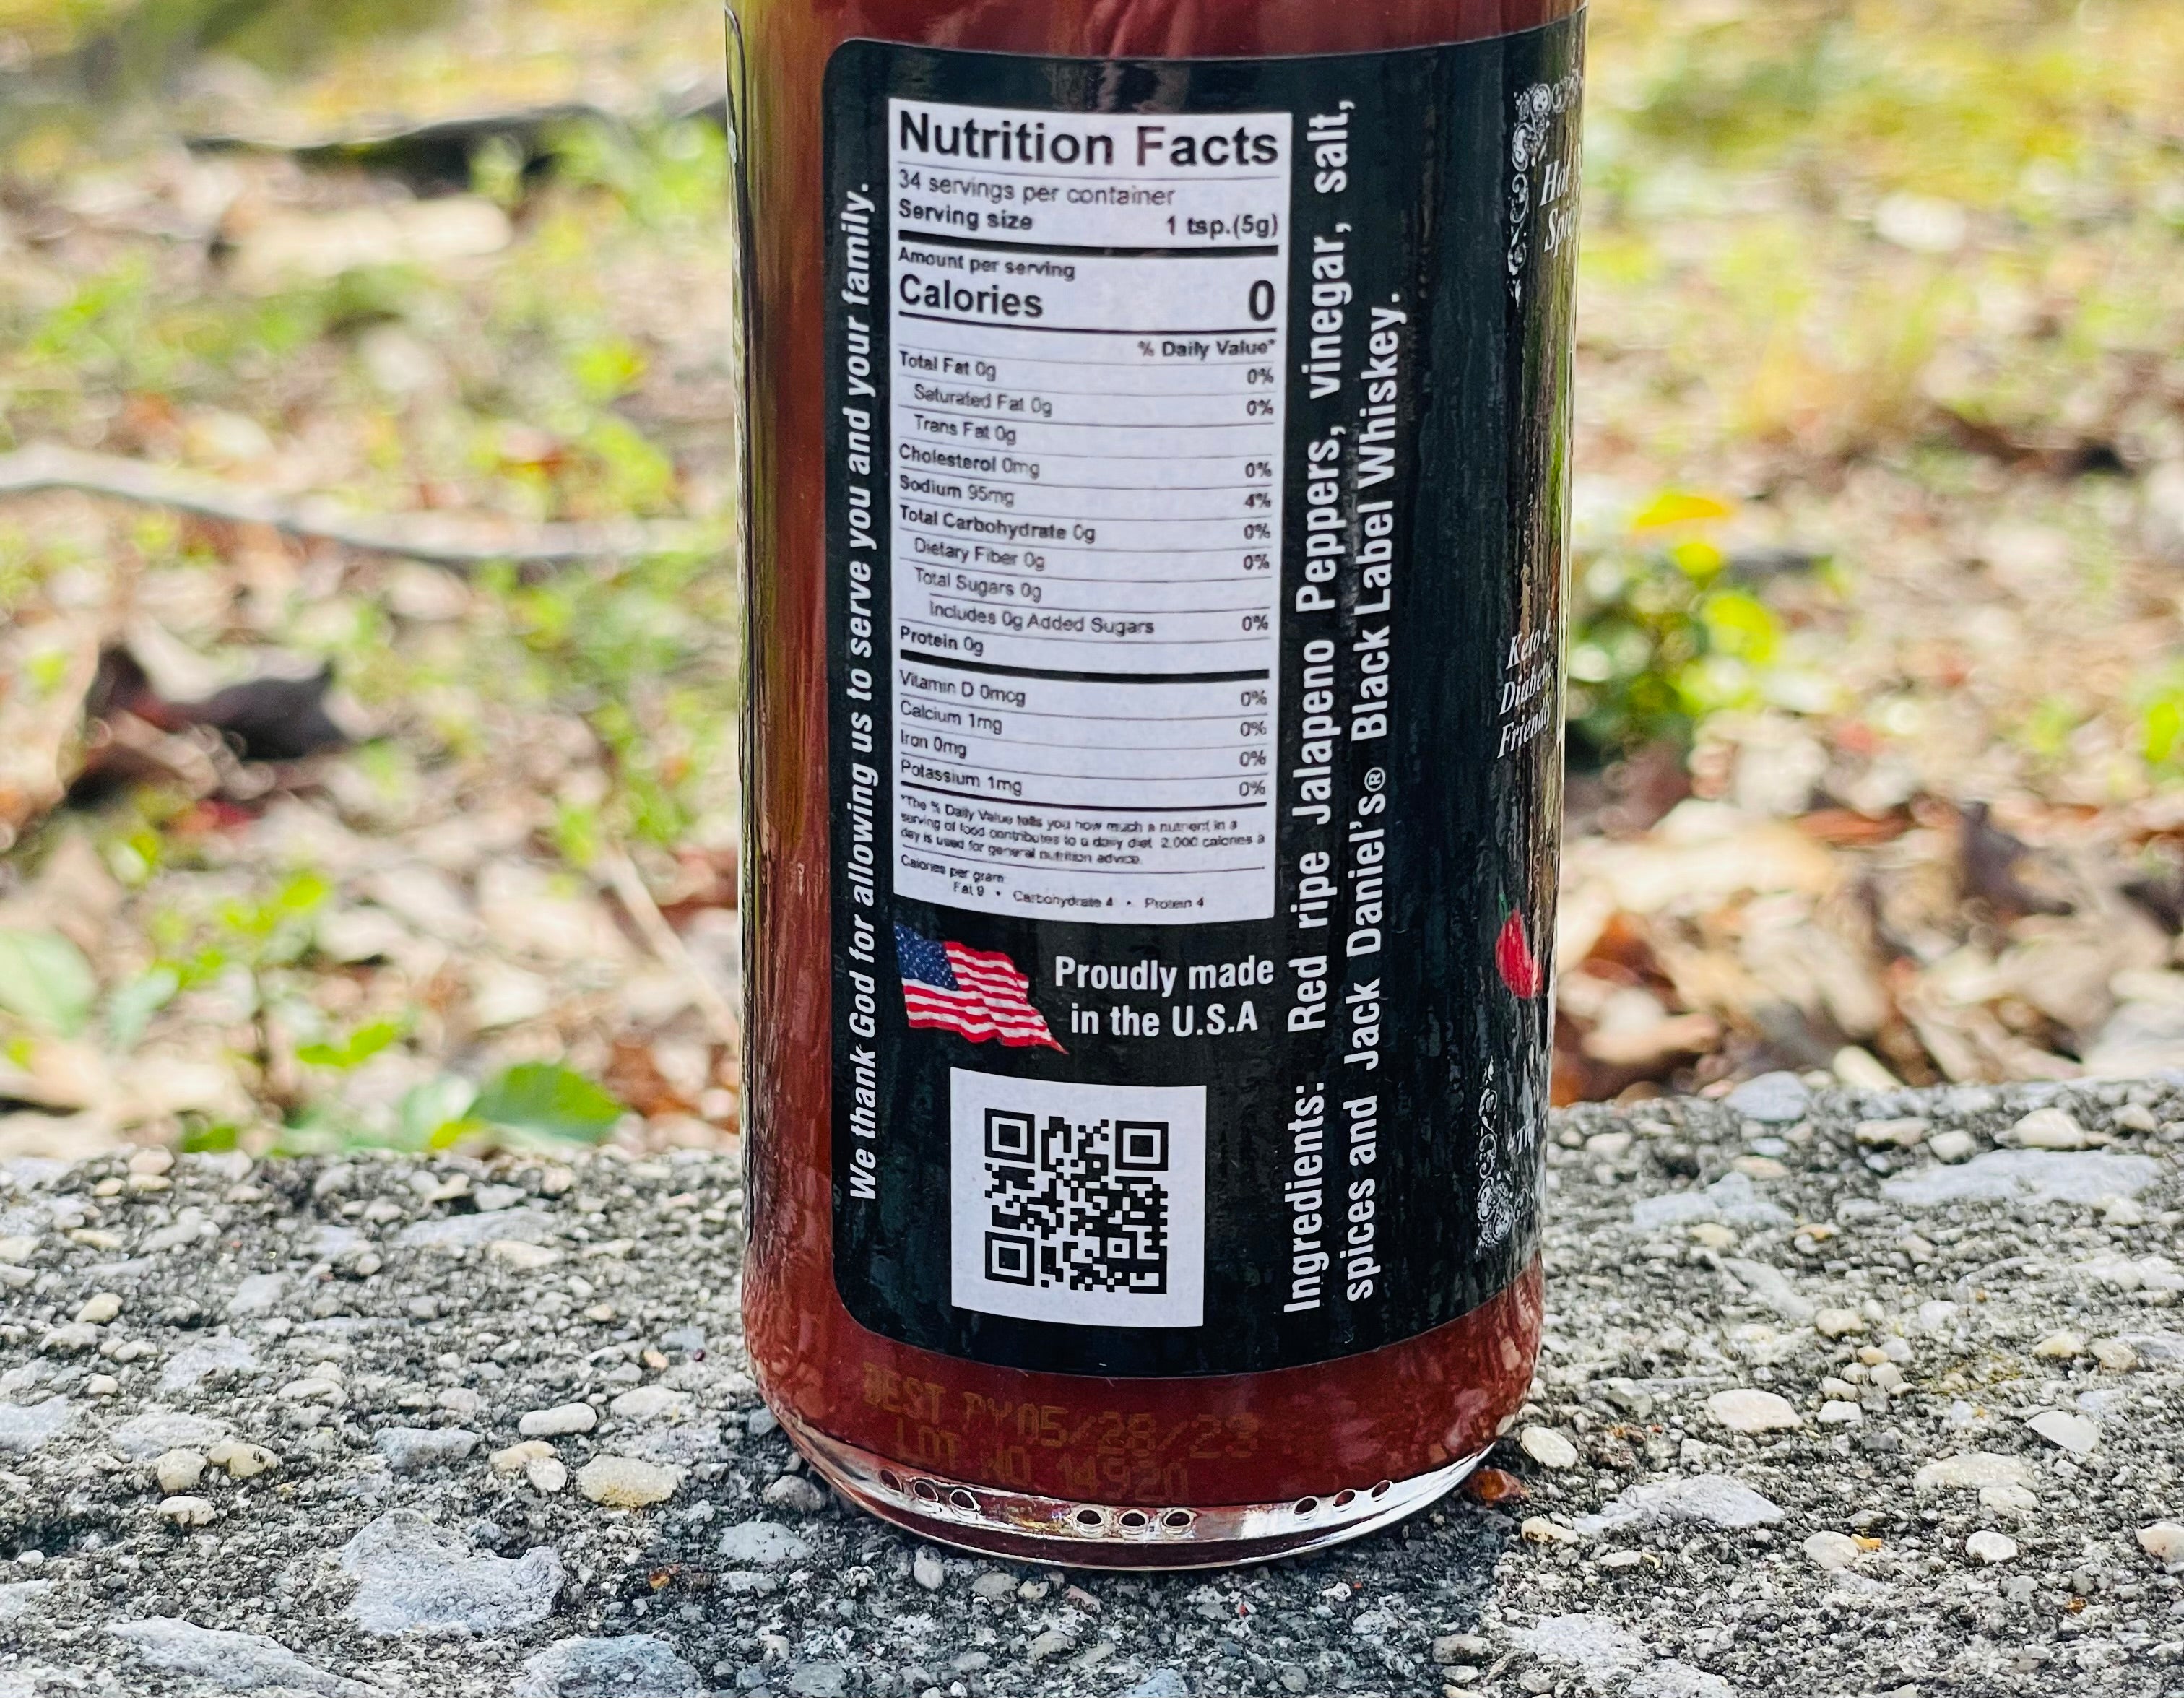 We thank God for allowing us to serve you and your family.
Nutrition Facts
34 servings per container
Serving size 1 tsp.(5g)
Amount per serving
Calories 0
% Daily Value*
Total Fat 0g 0%
Saturated Fat 0g 0%
Trans Fat 0g
Cholesterol 0mg 0%
Sodium 95mg 4%
Total Carbohydrate 0g 0%
Dietary Fiber 0g 0%
Total Sugars 0g
Includes 0g Added Sugars 0%
Protein 0g
Vitamin D 0mcg 0%
Calcium 1mg 0%
Iron 0mg 0%
Potassium 1mg 0%
*The % Daily Value tells you how much a nutrient in a
serving of food contributes to a daily diet 2,000 calories a
day is used for general nutrition advice.
Calories per gram
Fat 9 • Carbohydrate 4 • Protein 4
Proudly made
in the U.S.A
Ingredients: Red ripe Jalapeno Peppers, vinegar, salt,
spices and Jack Daniel's® Black Label Whiskey.
Keto
Friendly
BEST BY 05/28/23
LOT NO 14920